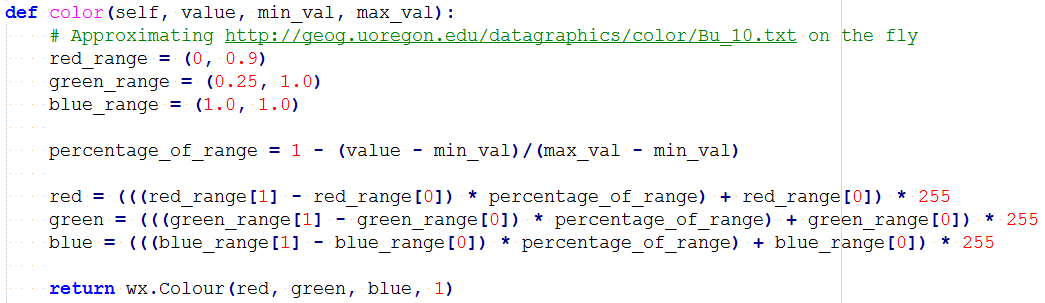 def color(self, value, min_val, max_val):
    # Approximating http://geog.uoregon.edu/datagraphics/color/Bu_10.txt on the fly
    red_range = (0, 0.9)
    green_range = (0.25, 1.0)
    blue_range = (1.0, 1.0)

    percentage_of_range = 1 - (value - min_val)/(max_val - min_val)

    red = (((red_range[1] - red_range[0]) * percentage_of_range) + red_range[0]) * 255
    green = (((green_range[1] - green_range[0]) * percentage_of_range) + green_range[0]) * 255
    blue = (((blue_range[1] - blue_range[0]) * percentage_of_range) + blue_range[0]) * 255

    return wx.Colour(red, green, blue, 1)